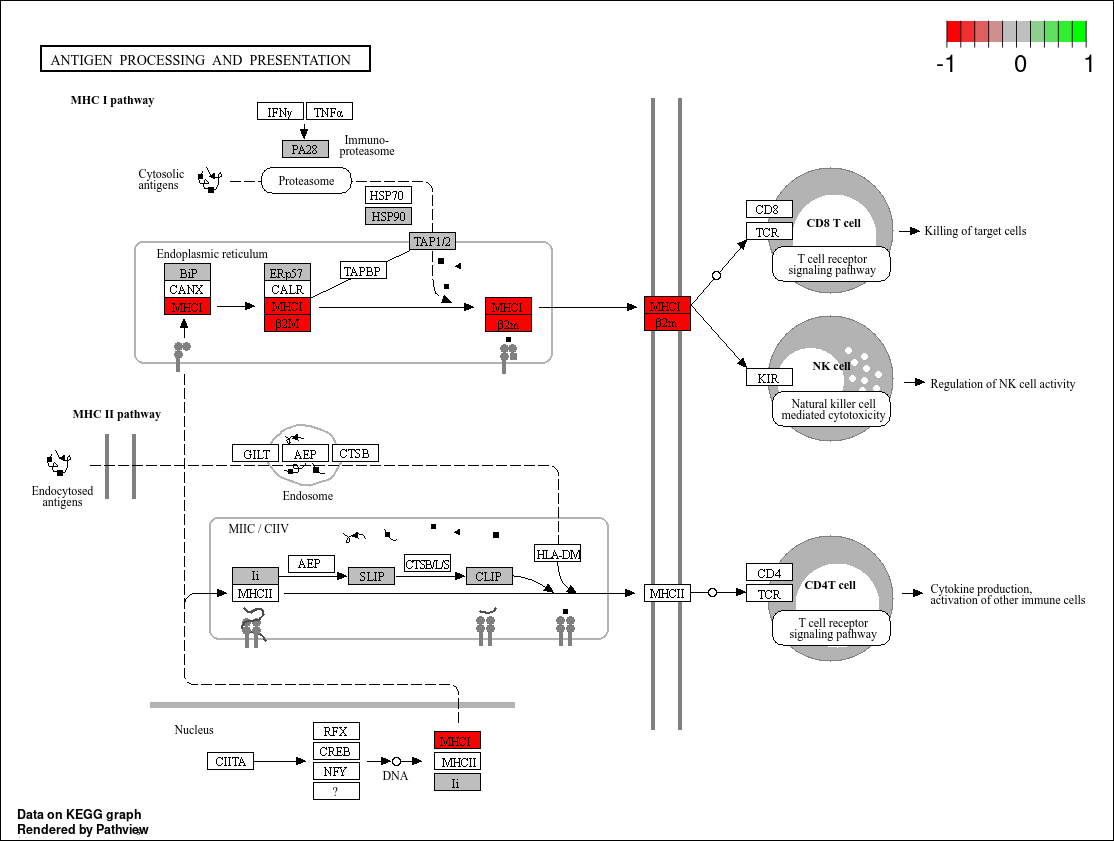 ANTIGEN PROCESSING AND PRESENTATION
-1 0 1
MHC I pathway
IFNγ TNFα
PA28
Immuno-
proteasome
Cytosolic
antigens
Proteasome
HSP70
HSP90
TAP1/2
Endoplasmic reticulum
BiP
CANX
MHCI
ERp57
CALR
MHCI
β2M
TAPBP
MHCI
β2m
MHCI
β2m
CD8
TCR
CD8 T cell
T cell receptor
signaling pathway
Killing of target cells
KIR
NK cell
Natural killer cell
mediated cytotoxicity
Regulation of NK cell activity
MHC II pathway
Endocytosed
antigens
GILT AEP CTSB
Endosome
MIIC / CIIV
Ii
MHCII
AEP
SLIP
CTSB/L/S
CLIP
HLA-DM
MHCII
CD4
TCR
CD4T cell
T cell receptor
signaling pathway
Cytokine production,
activation of other immune cells
Nucleus
CIITA
RFX
CREB
NFY
?
DNA
MHCI
MHCII
Ii
Data on KEGG graph
Rendered by Pathview